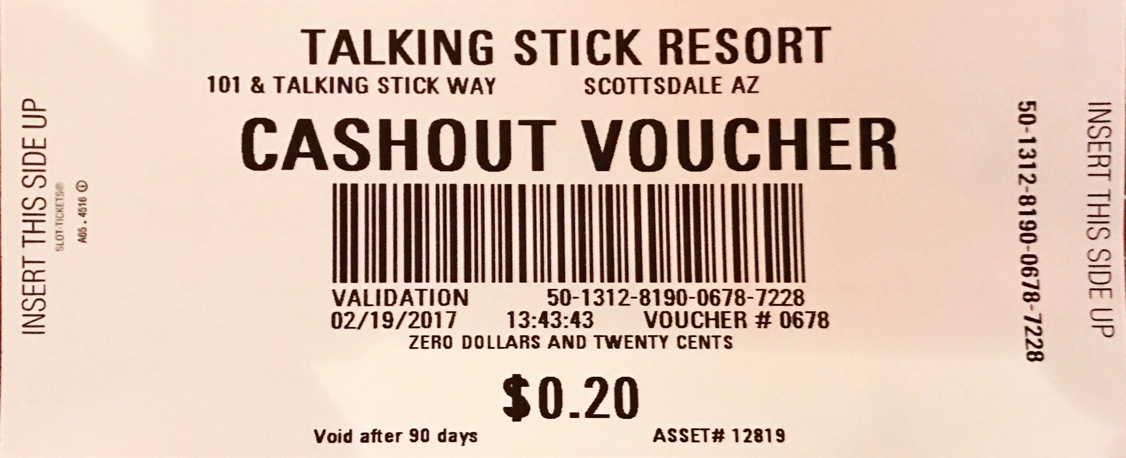 TALKING STICK RESORT
101 & TALKING STICK WAY SCOTTSDALE AZ
CASHOUT VOUCHER
VALIDATION 50-1312-8190-0678-7228
02/19/2017 13:43:43 VOUCHER # 0678
ZERO DOLLARS AND TWENTY CENTS
$0.20
Void after 90 days ASSET# 12819
INSERT THIS SIDE UP
SLOT-TICKETS®
50-1312-8190-0678-7228
INSERT THIS SIDE UP